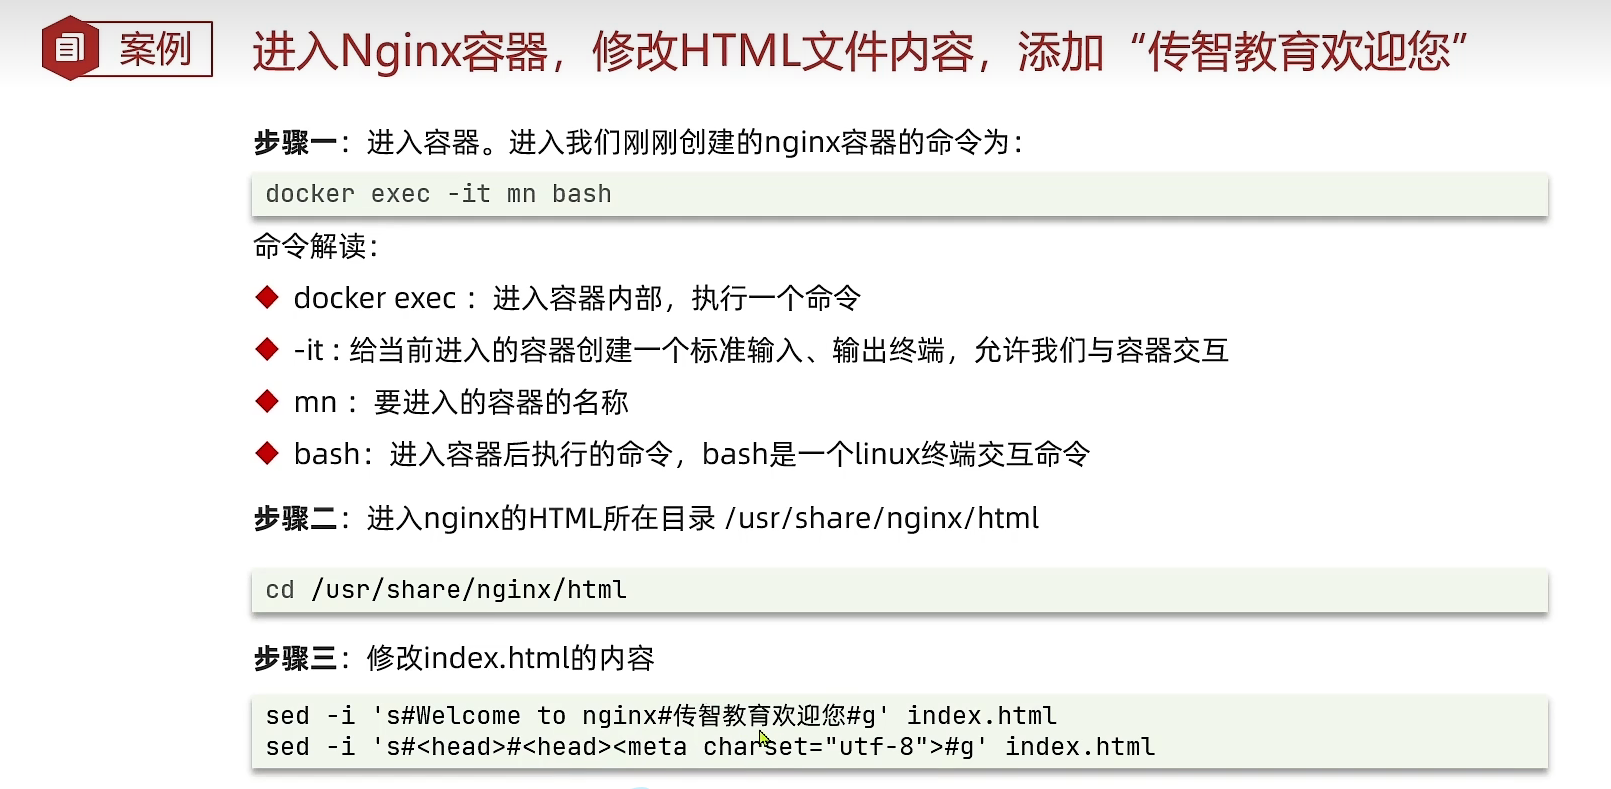 案例
进入Nginx容器，修改HTML文件内容，添加“传智教育欢迎您”
步骤一：进入容器。进入我们刚刚创建的nginx容器的命令为：
docker exec -it mn bash
命令解读：
docker exec ：进入容器内部，执行一个命令
-it : 给当前进入的容器创建一个标准输入、输出终端，允许我们与容器交互
mn ：要进入的容器的名称
bash：进入容器后执行的命令，bash是一个linux终端交互命令
步骤二：进入nginx的HTML所在目录 /usr/share/nginx/html
cd /usr/share/nginx/html
步骤三：修改index.html的内容
sed -i 's#Welcome to nginx#传智教育欢迎您#g' index.html
sed -i 's#<head>#<head><meta charset="utf-8">#g' index.html